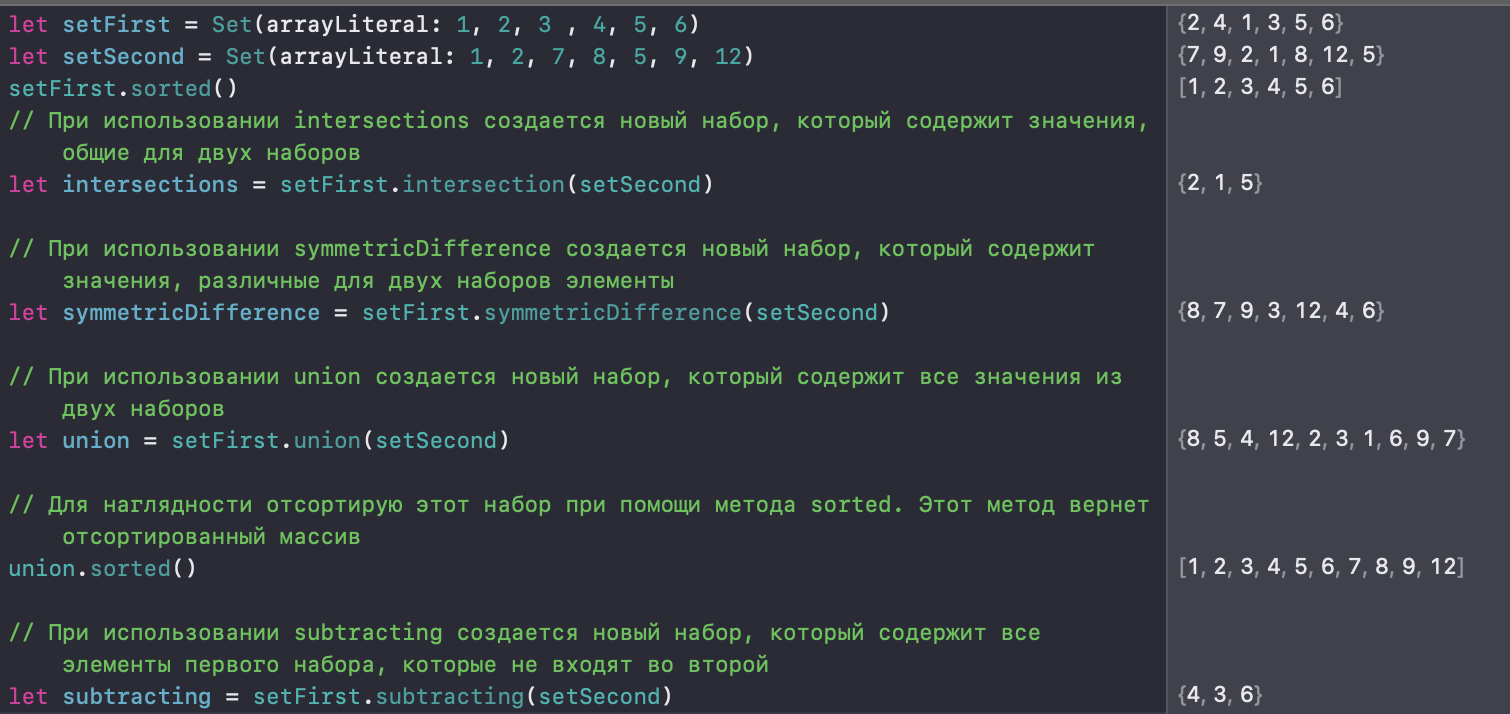 let setFirst = Set(arrayLiteral: 1, 2, 3 , 4, 5, 6)
{2, 4, 1, 3, 5, 6}
let setSecond = Set(arrayLiteral: 1, 2, 7, 8, 5, 9, 12)
{7, 9, 2, 1, 8, 12, 5}
setFirst.sorted()
[1, 2, 3, 4, 5, 6]
// При использовании intersections создается новый набор, который содержит значения,
общие для двух наборов
let intersections = setFirst.intersection(setSecond)
{2, 1, 5}
// При использовании symmetricDifference создается новый набор, который содержит
значения, различные для двух наборов элементы
let symmetricDifference = setFirst.symmetricDifference(setSecond)
{8, 7, 9, 3, 12, 4, 6}
// При использовании union создается новый набор, который содержит все значения из
двух наборов
let union = setFirst.union(setSecond)
{8, 5, 4, 12, 2, 3, 1, 6, 9, 7}
// Для наглядности отсортирую этот набор при помощи метода sorted. Этот метод вернет
отсортированный массив
union.sorted()
[1, 2, 3, 4, 5, 6, 7, 8, 9, 12]
// При использовании subtracting создается новый набор, который содержит все
элементы первого набора, которые не входят во второй
let subtracting = setFirst.subtracting(setSecond)
{4, 3, 6}